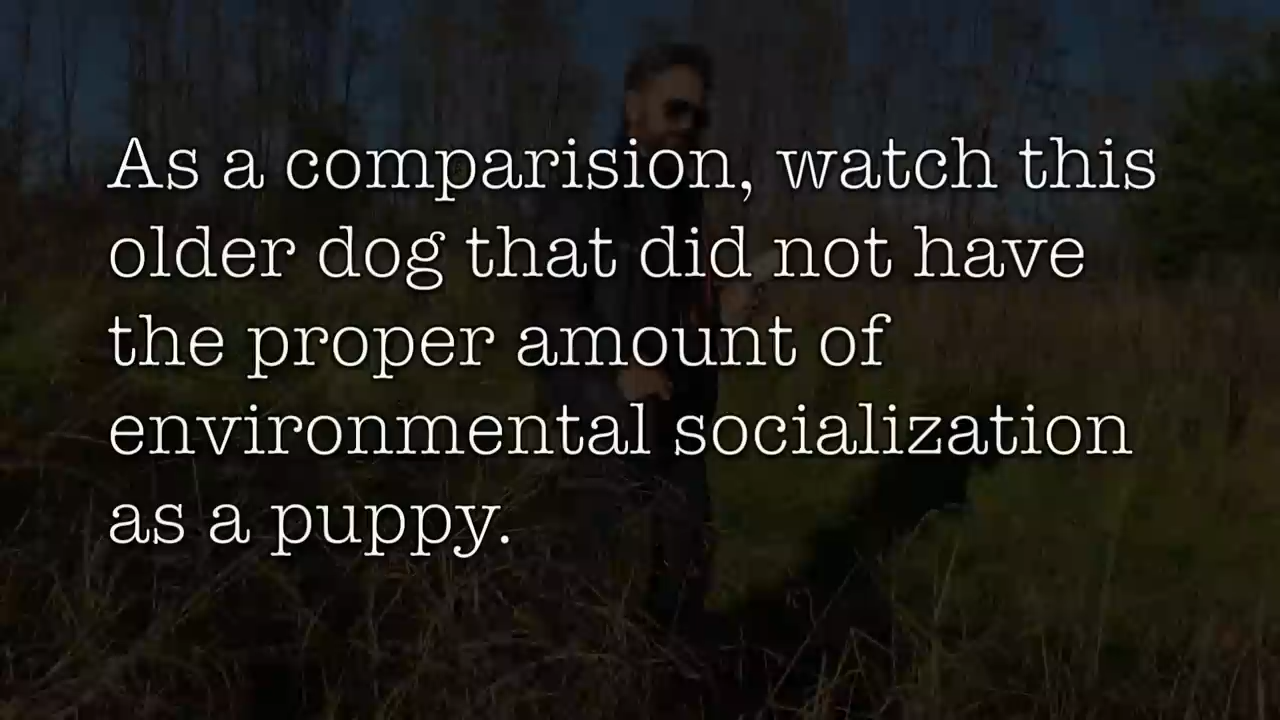 As a comparision, watch this
older dog that did not have
the proper amount of
environmental socialization
as a puppy.